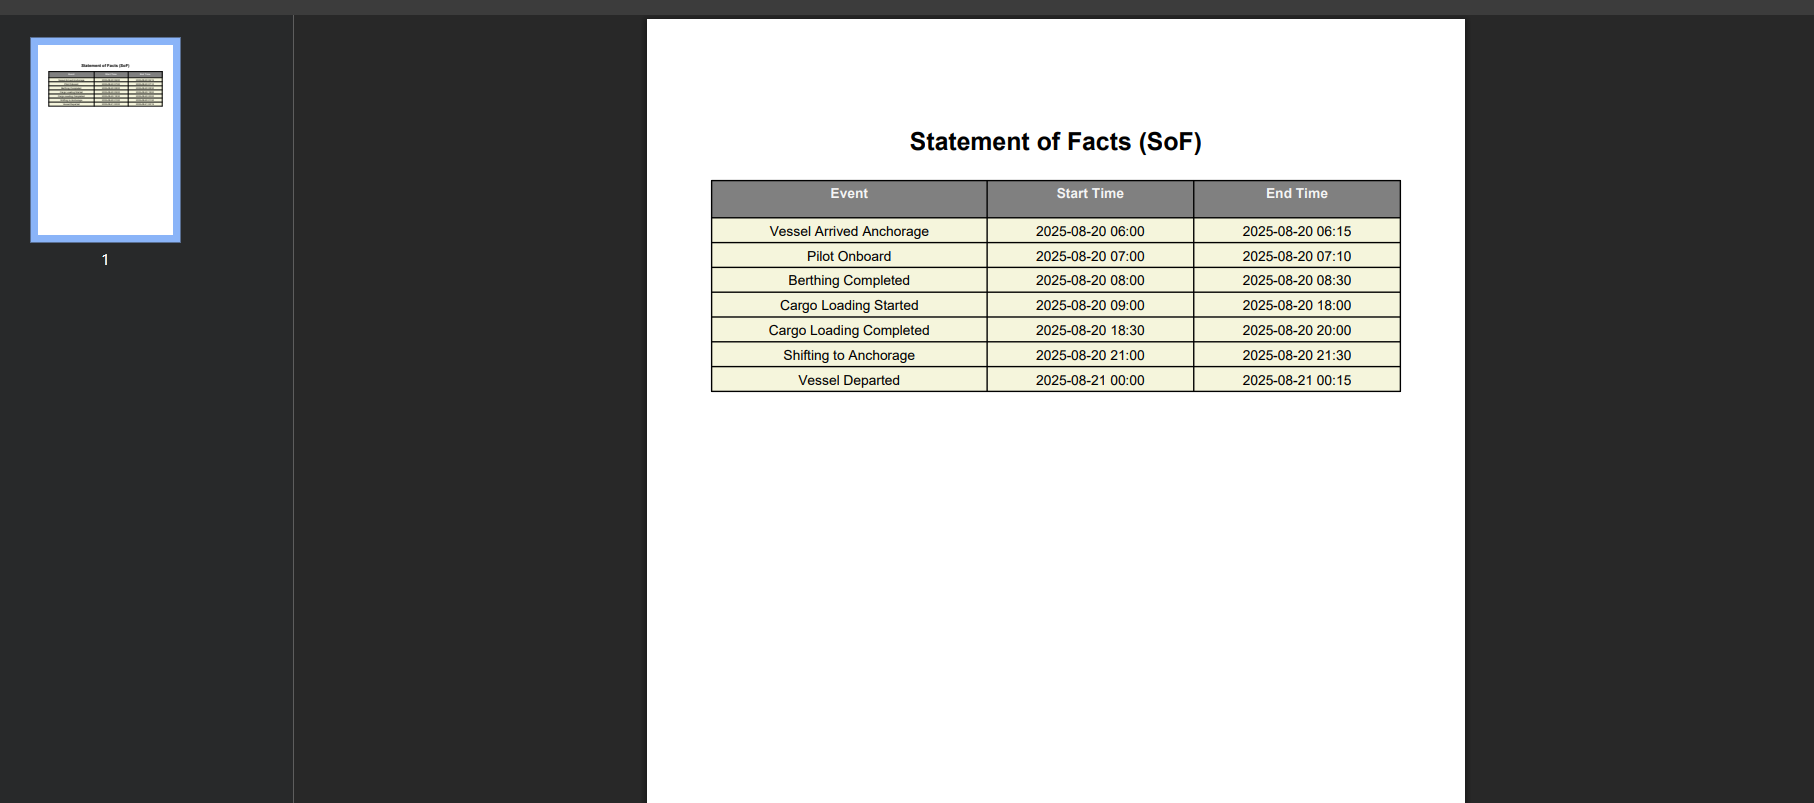 Statement of Facts (SoF)
Event Start Time End Time
Vessel Arrived Anchorage 2025-08-20 06:00 2025-08-20 06:15
Pilot Onboard 2025-08-20 07:00 2025-08-20 07:10
Berthing Completed 2025-08-20 08:00 2025-08-20 08:30
Cargo Loading Started 2025-08-20 09:00 2025-08-20 18:00
Cargo Loading Completed 2025-08-20 18:30 2025-08-20 20:00
Shifting to Anchorage 2025-08-20 21:00 2025-08-20 21:30
Vessel Departed 2025-08-21 00:00 2025-08-21 00:15
Statement of Facts (SoF)
1